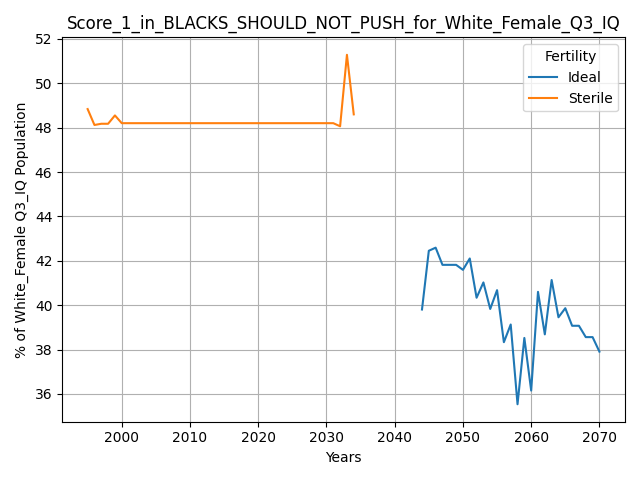 Score_1_in_BLACKS_SHOULD_NOT_PUSH_for_White_Female_Q3_IQ
52
50
48
46
44
42
40
38
36
% of White_Female Q3_IQ Population
Fertility
Ideal
Sterile
2000 2010 2020 2030 2040 2050 2060 2070
Years